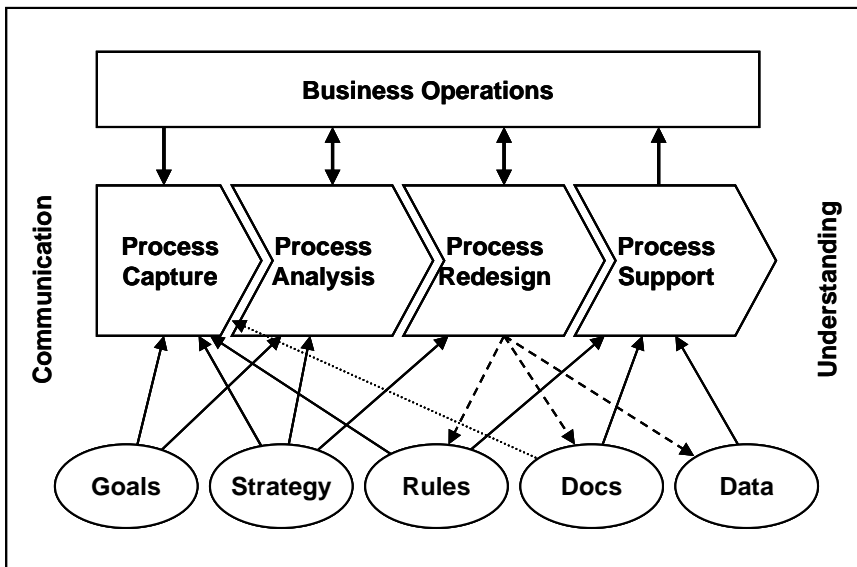 Business Operations
Communication
Process
Capture
Process
Analysis
Process
Redesign
Process
Support
Understanding
Goals
Strategy
Rules
Docs
Data